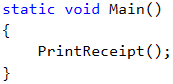 static void Main()
{
    PrintReceipt();
}